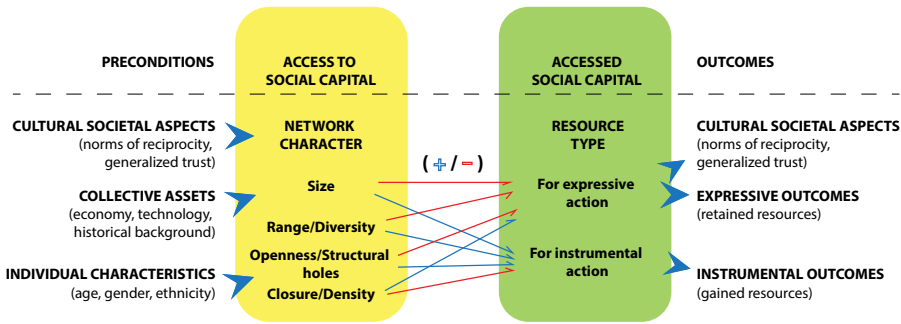 PRECONDITIONS
ACCESS TO
SOCIAL CAPITAL
ACCESSED
SOCIAL CAPITAL
OUTCOMES
CULTURAL SOCIETAL ASPECTS
(norms of reciprocity,
generalized trust)
COLLECTIVE ASSETS
(economy, technology,
historical background)
INDIVIDUAL CHARACTERISTICS
(age, gender, ethnicity)
NETWORK
CHARACTER
Size
Range/Diversity
Openness/Structural
holes
Closure/Density
(+/−)
RESOURCE
TYPE
For expressive
action
For instrumental
action
CULTURAL SOCIETAL ASPECTS
(norms of reciprocity,
generalized trust)
EXPRESSIVE OUTCOMES
(retained resources)
INSTRUMENTAL OUTCOMES
(gained resources)